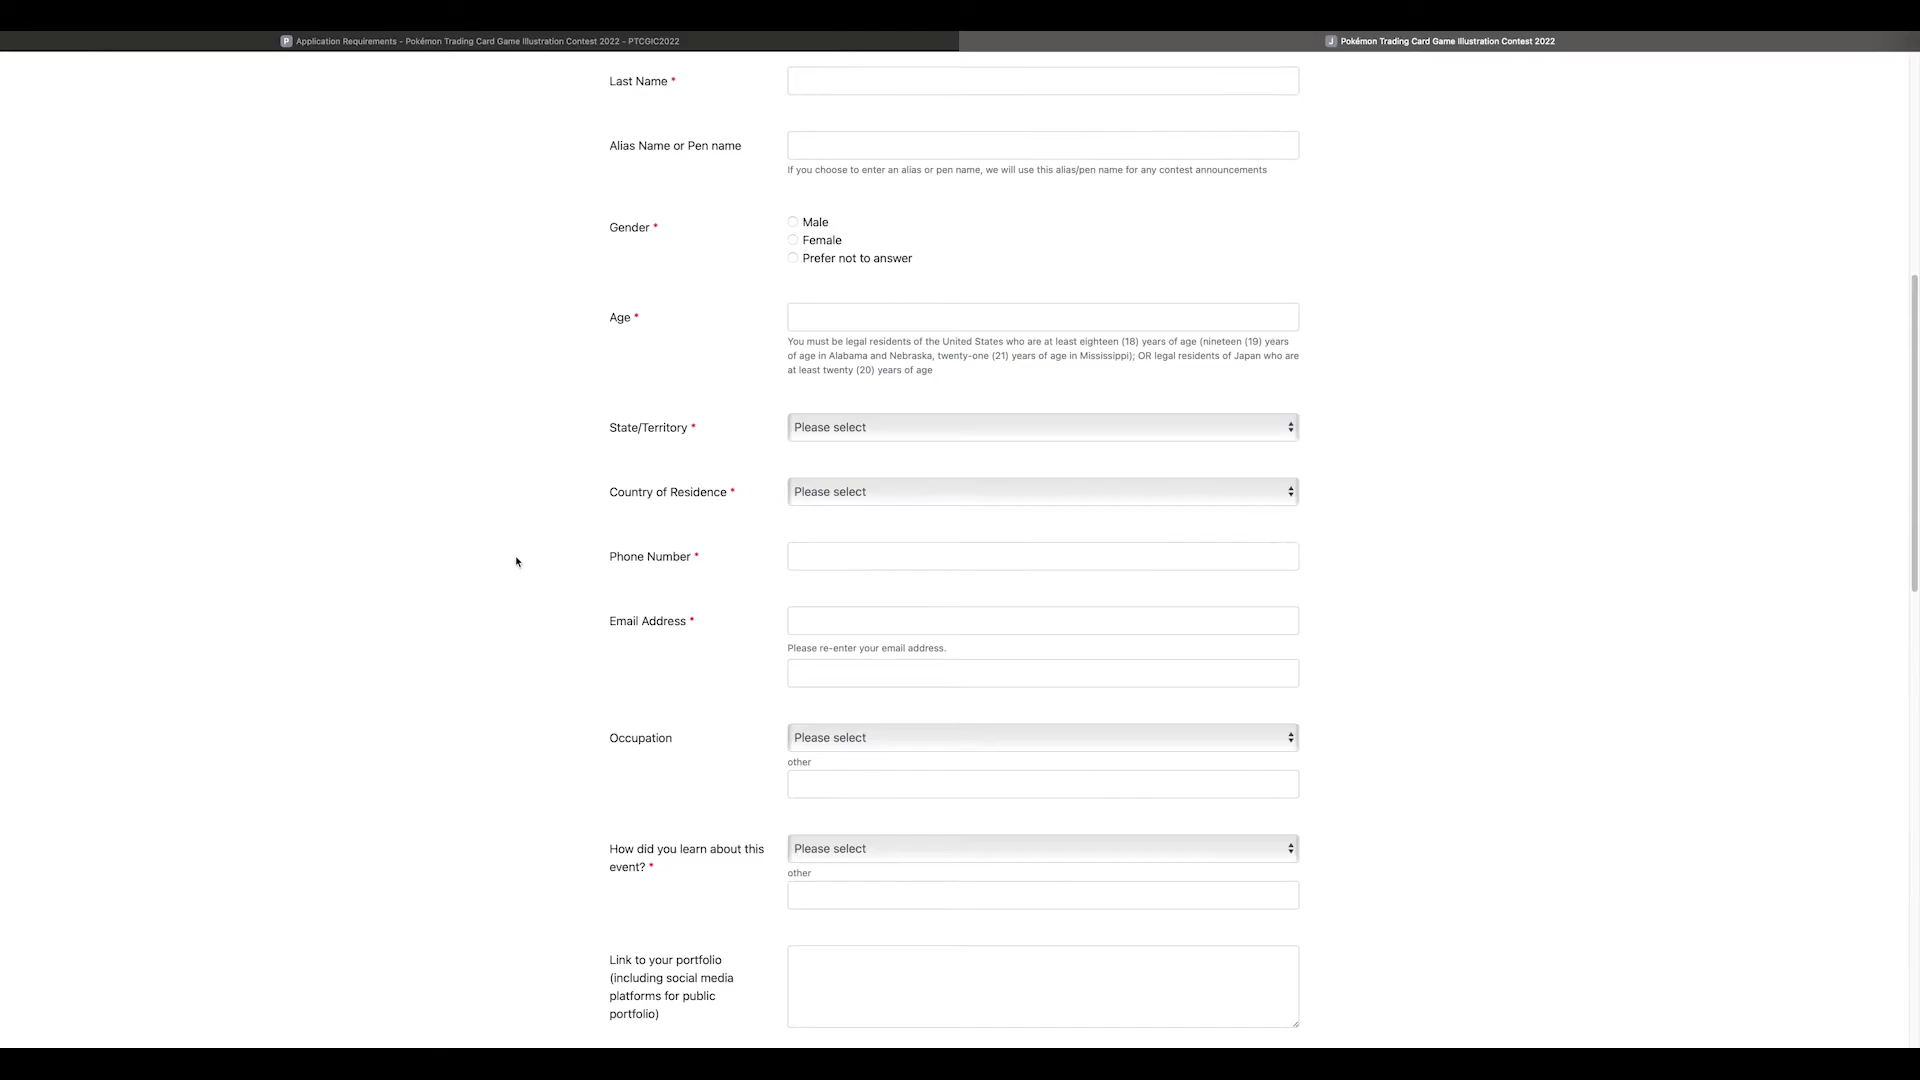 P Application Requirements - Pokémon Trading Card Game Illustration Contest 2022 - PTCGIC2022
J Pokémon Trading Card Game Illustration Contest 2022
Last Name *
Alias Name or Pen name
If you choose to enter an alias or pen name, we will use this alias/pen name for any contest announcements
Gender *
Male
Female
Prefer not to answer
Age *
You must be legal residents of the United States who are at least eighteen (18) years of age (nineteen (19) years
of age in Alabama and Nebraska, twenty-one (21) years of age in Mississippi); OR legal residents of Japan who are
at least twenty (20) years of age
State/Territory *
Please select
Country of Residence *
Please select
Phone Number *
Email Address *
Please re-enter your email address.
Occupation
Please select
other
How did you learn about this
event? *
Please select
other
Link to your portfolio
(including social media
platforms for public
portfolio)